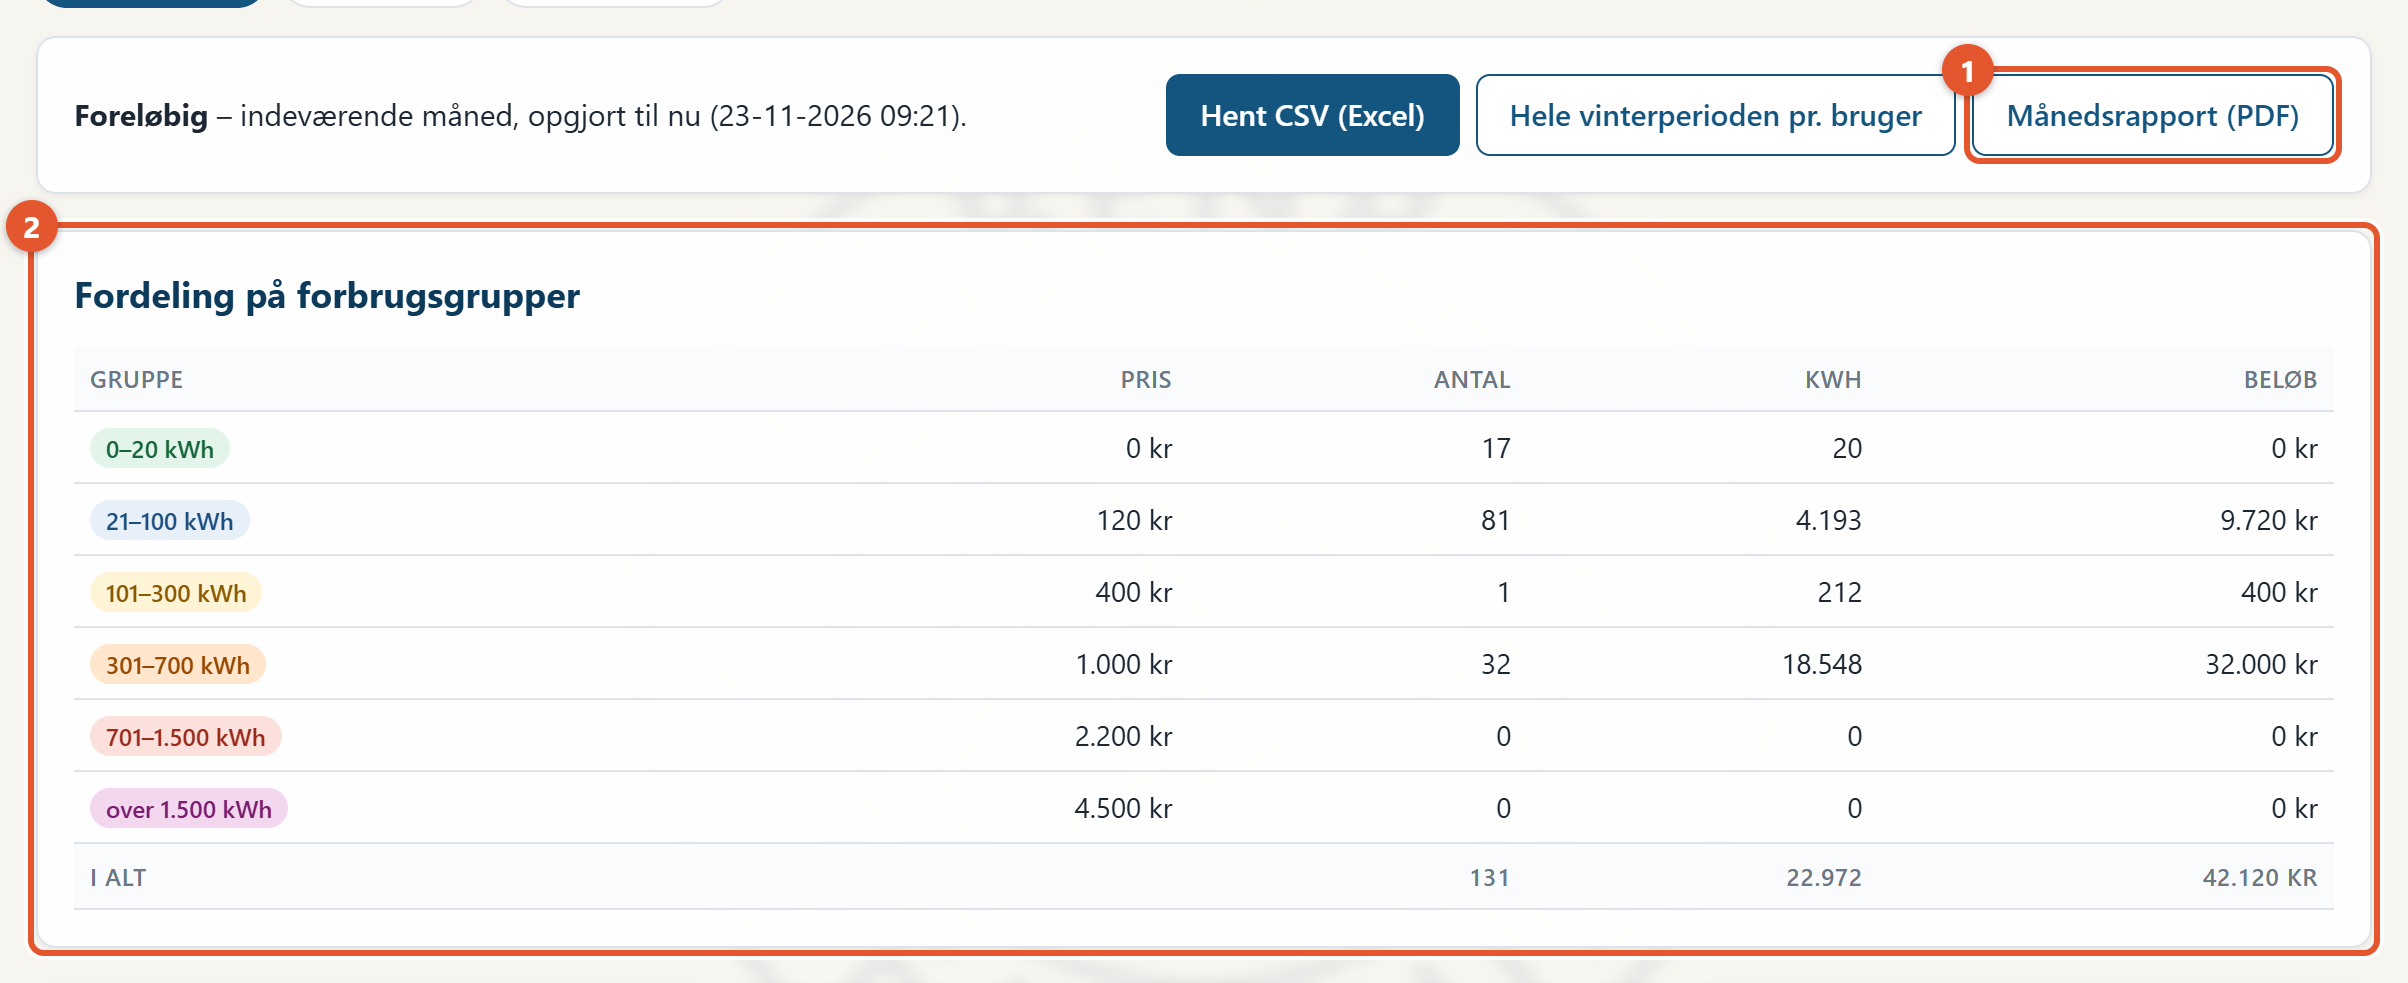 Foreløbig – indeværende måned, opgjort til nu (23-11-2026 09:21).
Hent CSV (Excel)
Hele vinterperioden pr. bruger
1
Månedsrapport (PDF)
2
Fordeling på forbrugsgrupper
GRUPPE PRIS ANTAL KWH BELØB
0–20 kWh 0 kr 17 20 0 kr
21–100 kWh 120 kr 81 4.193 9.720 kr
101–300 kWh 400 kr 1 212 400 kr
301–700 kWh 1.000 kr 32 18.548 32.000 kr
701–1.500 kWh 2.200 kr 0 0 0 kr
over 1.500 kWh 4.500 kr 0 0 0 kr
I ALT 131 22.972 42.120 KR